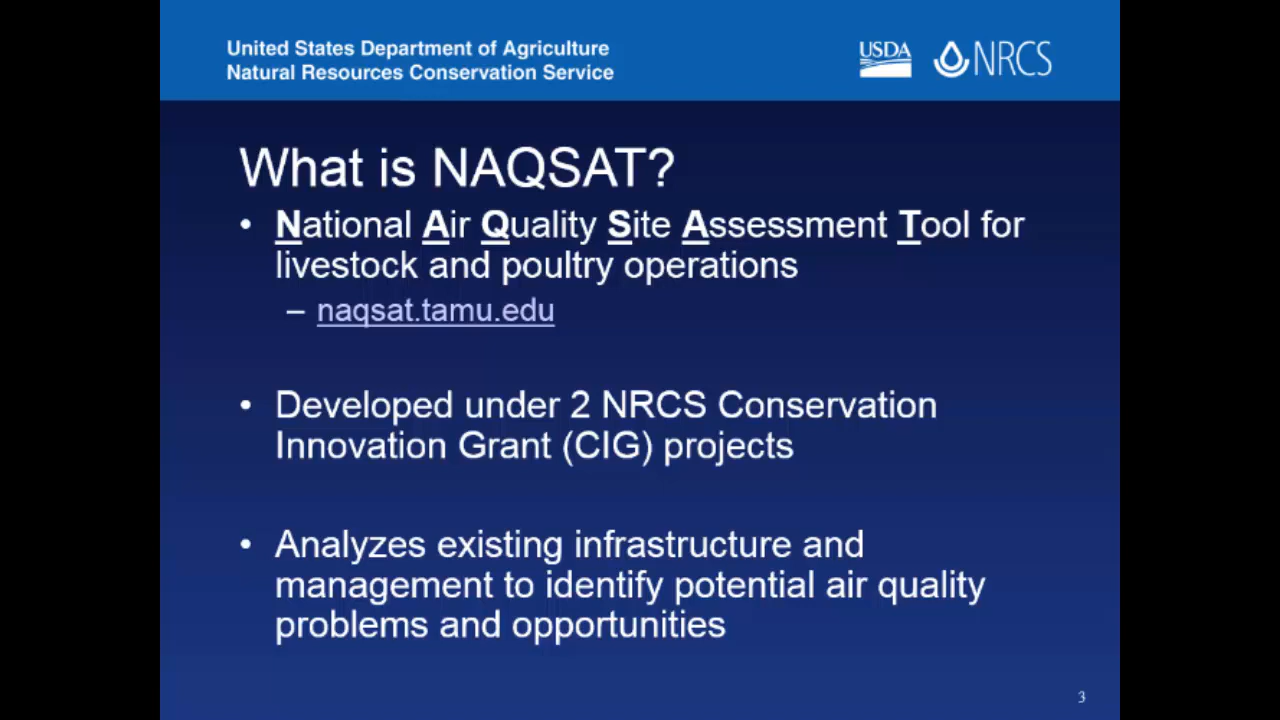 United States Department of Agriculture
Natural Resources Conservation Service
USDA
NRCS
What is NAQSAT?
• National Air Quality Site Assessment Tool for
livestock and poultry operations
– naqsat.tamu.edu
• Developed under 2 NRCS Conservation
Innovation Grant (CIG) projects
• Analyzes existing infrastructure and
management to identify potential air quality
problems and opportunities
3